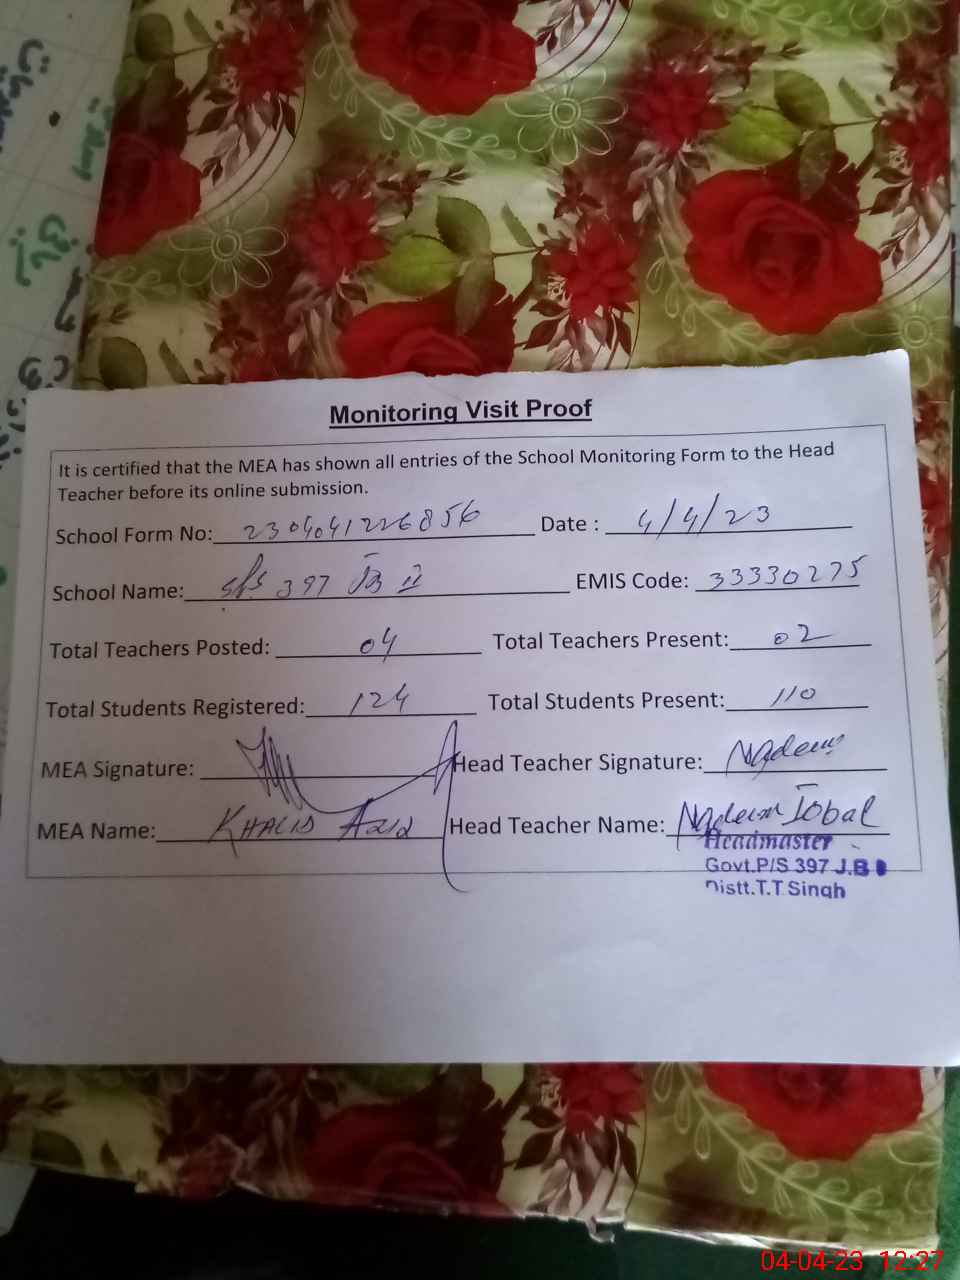 Monitoring Visit Proof
It is certified that the MEA has shown all entries of the School Monitoring Form to the Head
Teacher before its online submission.
School Form No: 2304041226856 Date : 4/4/23
School Name: 397 JB II EMIS Code: 33330275
Total Teachers Posted: 04 Total Teachers Present: 02
Total Students Registered: 124 Total Students Present: 110
MEA Signature: Head Teacher Signature: Nadeem
MEA Name: KHALID AZIZ Head Teacher Name: Nadeem Iqbal
Headmaster
Govt.P/S 397 J.B
Distt.T.T Singh
04-04-23 12:27